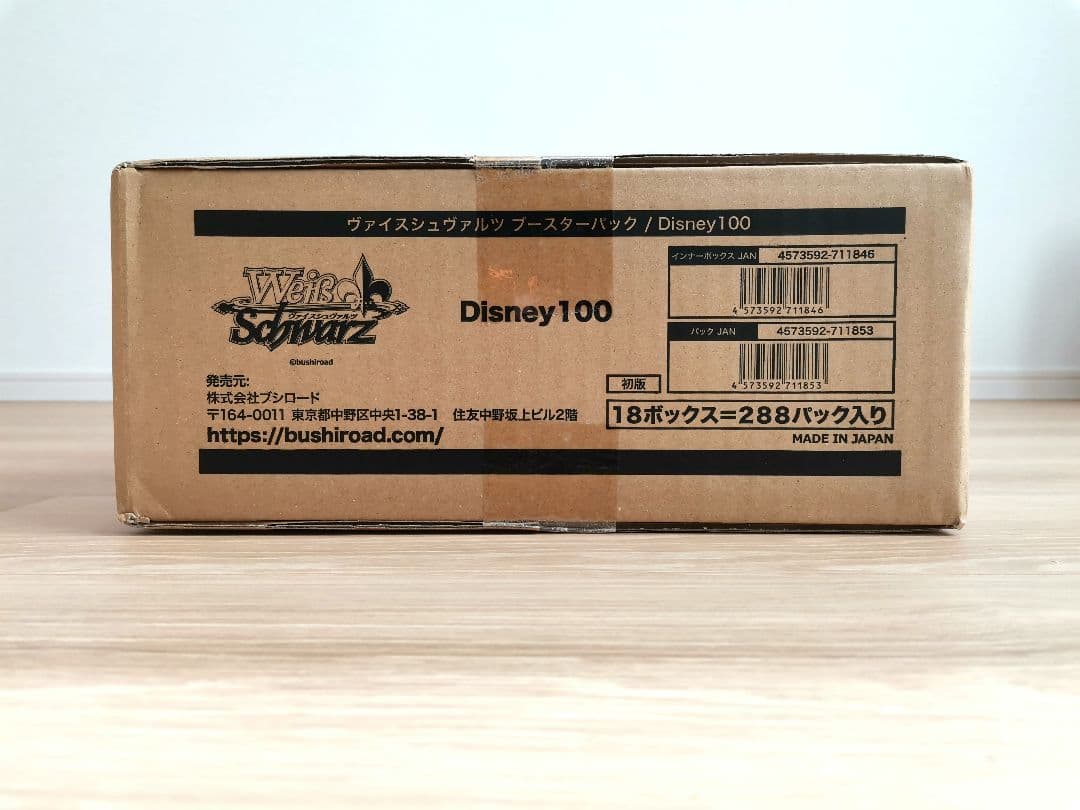 ヴァイスシュヴァルツ ブースターパック / Disney100
Weiß
ヴァイスシュヴァルツ
Schwarz
©bushiroad
Disney100
インナーボックス JAN 4573592-711846
4 573592 711846
パック JAN 4573592-711853
4 573592 711853
発売元:
株式会社ブシロード
〒164-0011 東京都中野区中央1-38-1 住友中野坂上ビル2階
https://bushiroad.com/
初版
18ボックス=288パック入り
MADE IN JAPAN